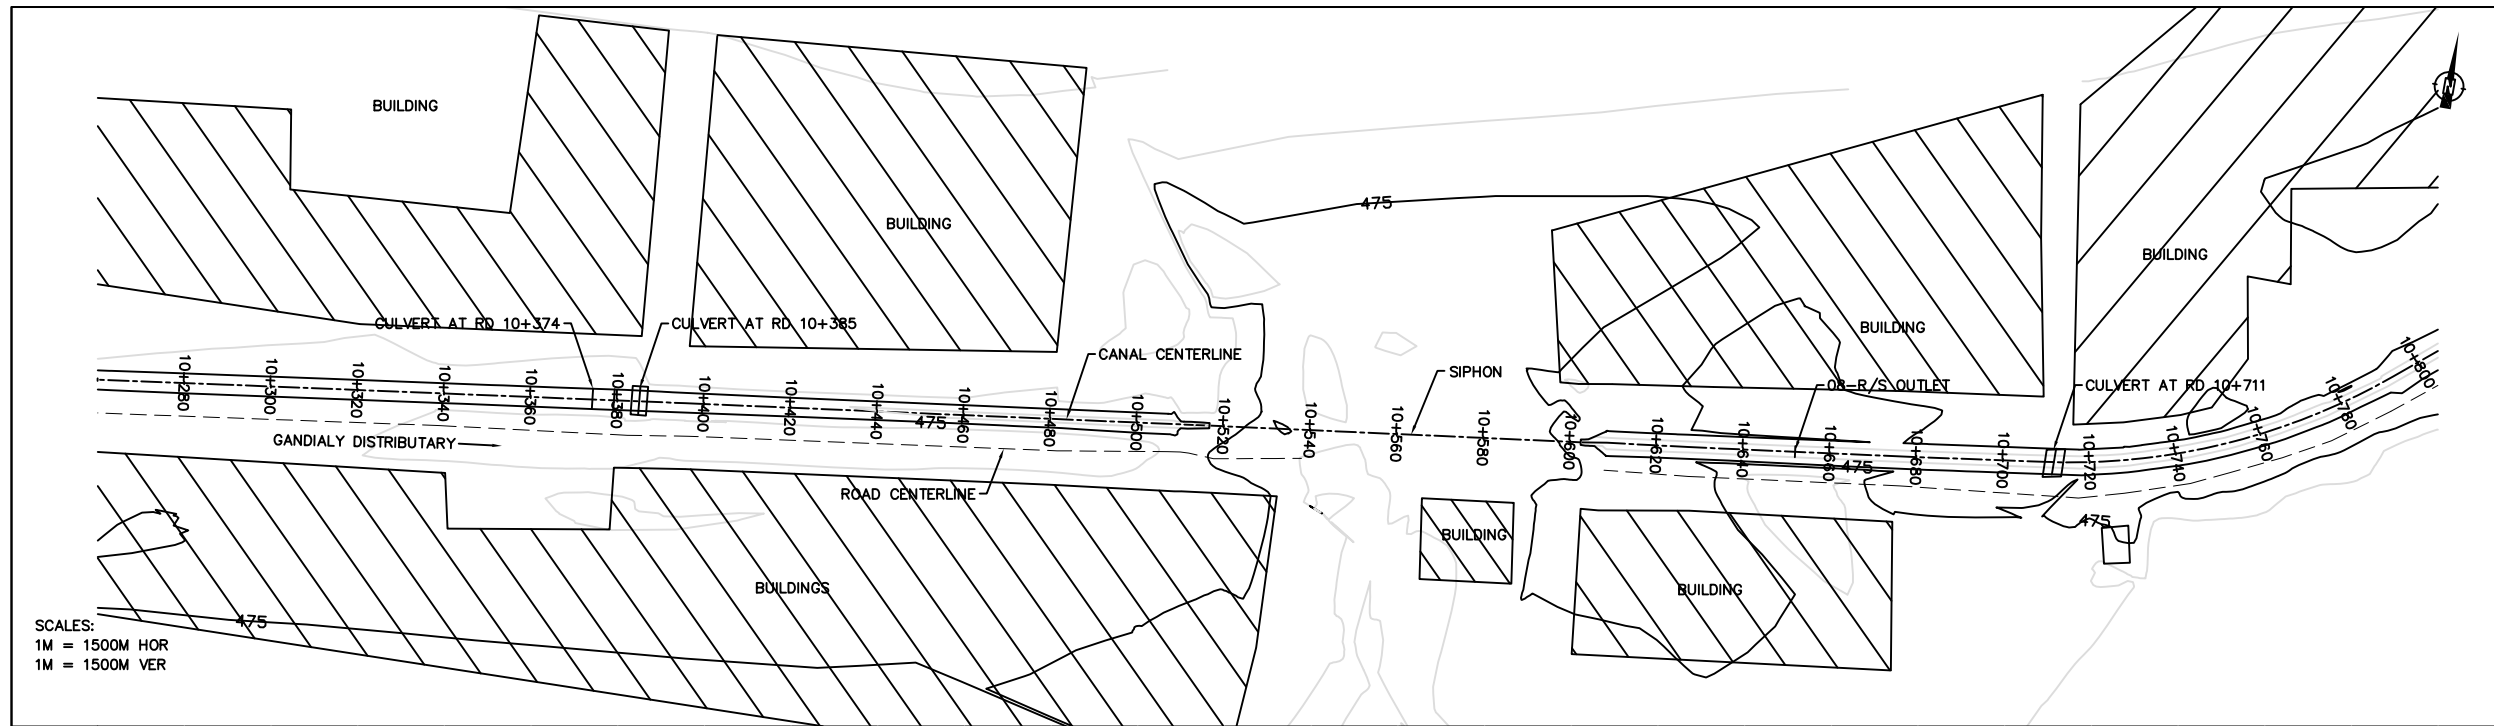 BUILDING
475
BUILDING
BUILDING
CULVERT AT RD 10+374
CULVERT AT RD 10+385
BUILDING
CANAL CENTERLINE
SIPHON
08-R/S OUTLET
CULVERT AT RD 10+711
10+280
10+300
10+320
10+340
10+360
10+380
10+400
10+420
10+440
10+460
10+480
10+500
10+520
10+540
10+560
10+580
10+600
10+620
10+640
10+660
10+680
10+700
10+720
10+740
10+760
10+780
10+800
475
GANDIALY DISTRIBUTARY
475
ROAD CENTERLINE
475
BUILDING
BUILDINGS
BUILDING
475
SCALES:
1M = 1500M HOR
1M = 1500M VER